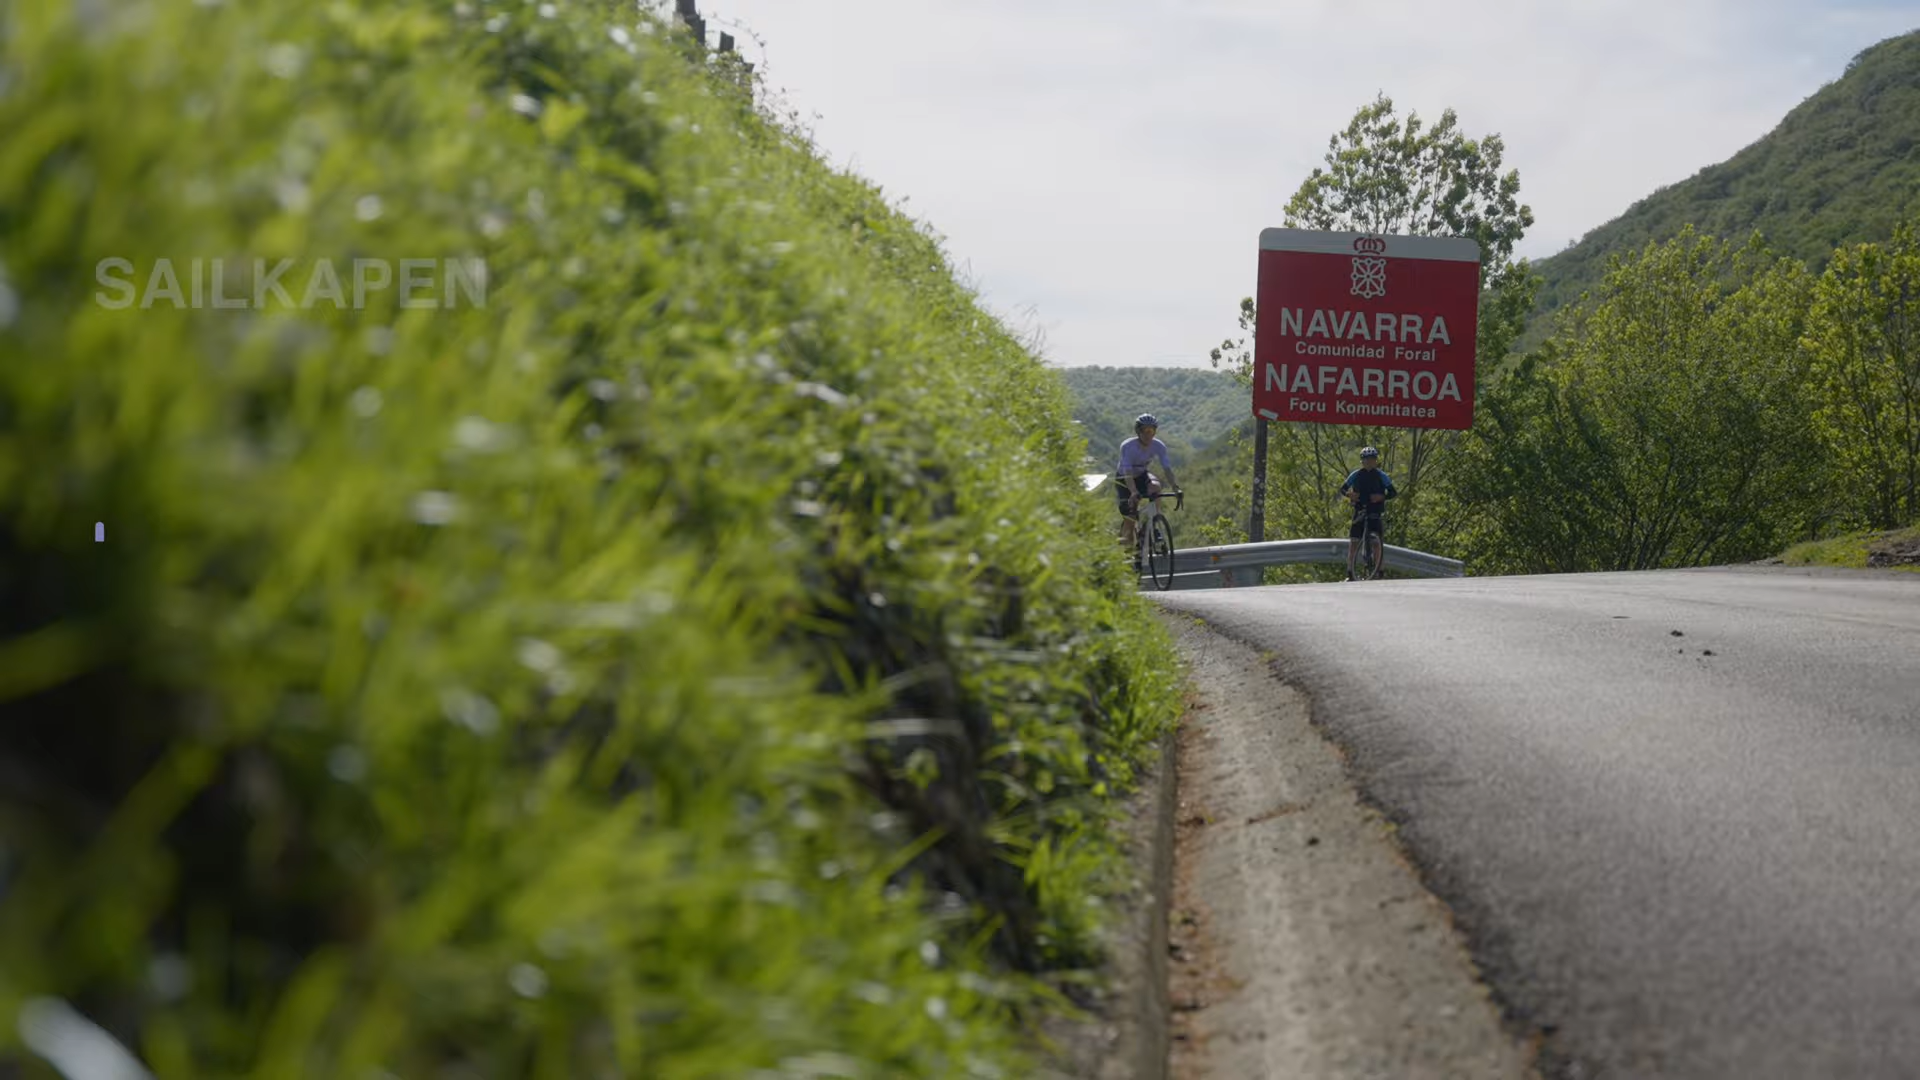 SAILKAPEN
NAVARRA
Comunidad Foral
NAFARROA
Foru Komunitatea